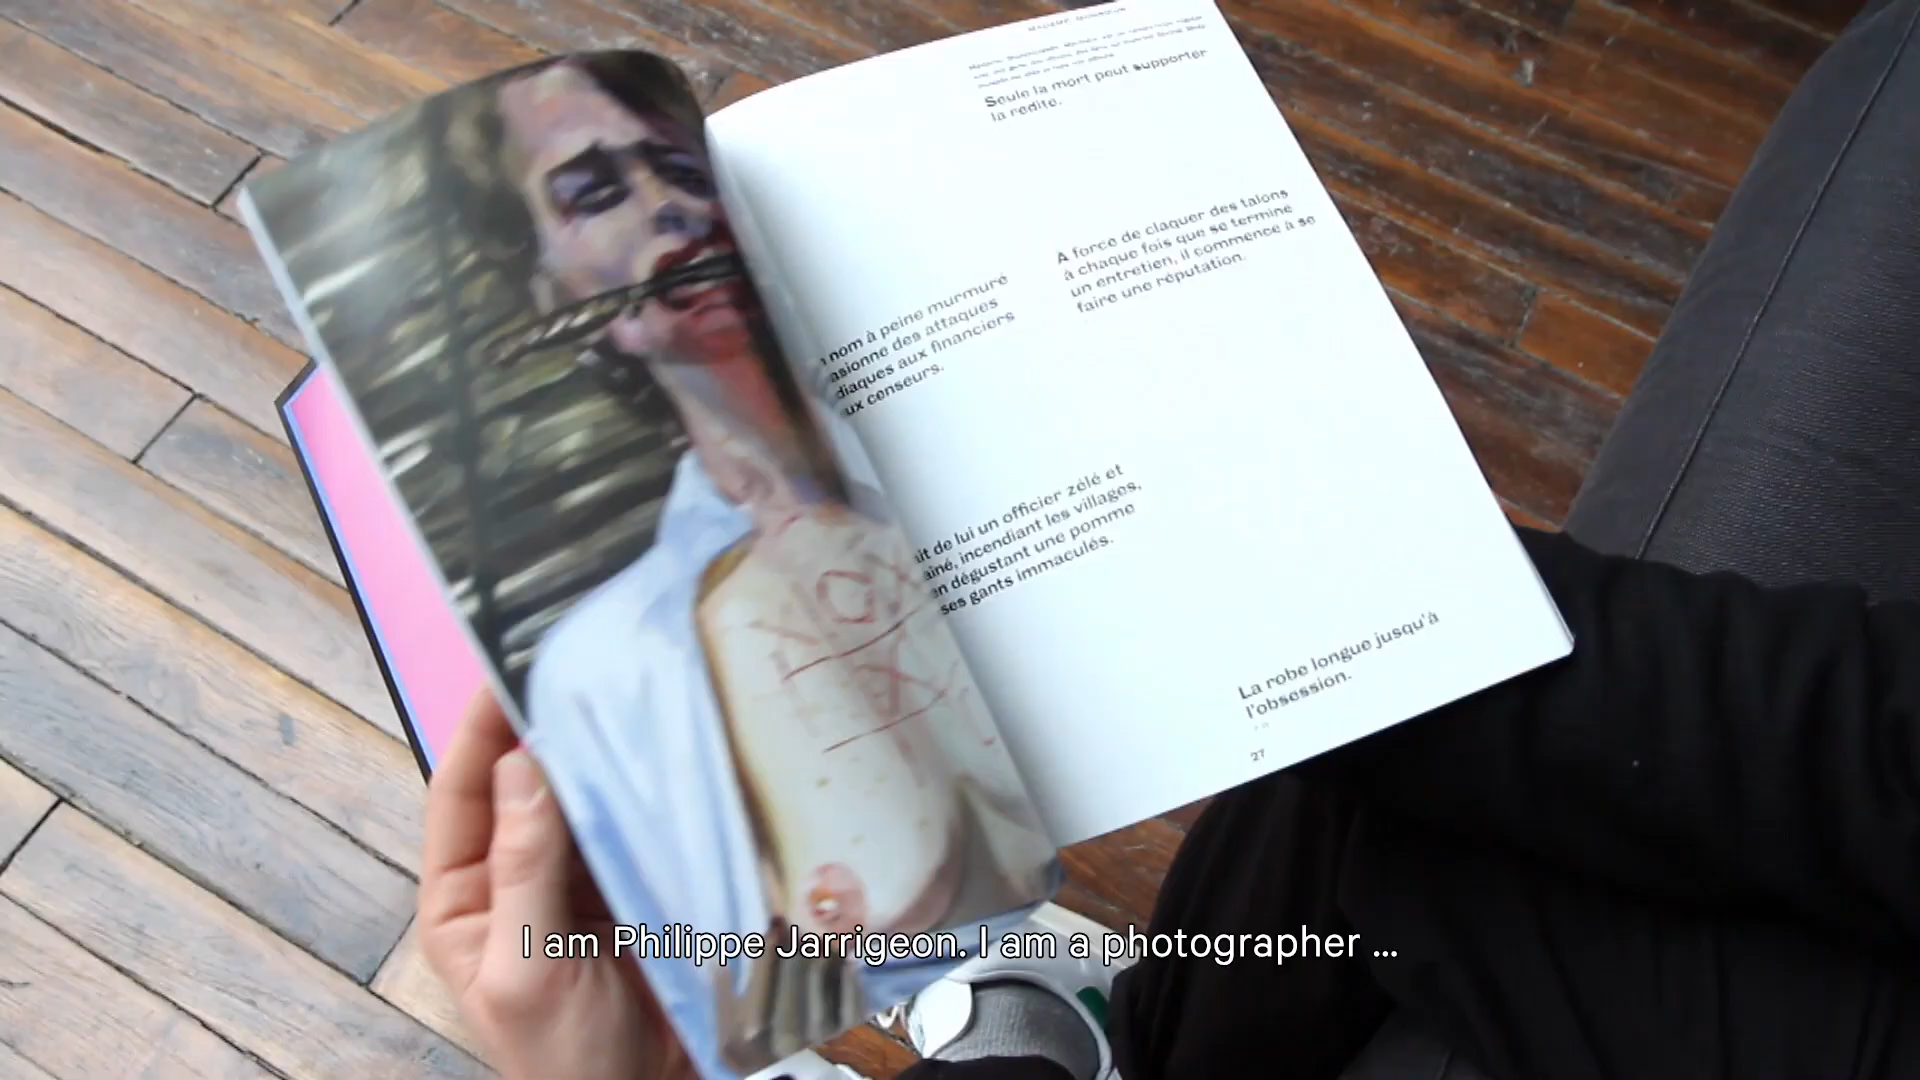 Seule la mort peut supporter
la redite.
À force de claquer des talons
à chaque fois que se termine
un entretien, il commence à se
faire une réputation.
nom à peine murmuré
asionne des attaques
diaques aux financiers
ux censeurs.
it de lui un officier zélé et
aîné, incendiant les villages,
en dégustant une pomme
ses gants immaculés.
La robe longue jusqu'à
l'obsession.
27
I am Philippe Jarrigeon. I am a photographer ...